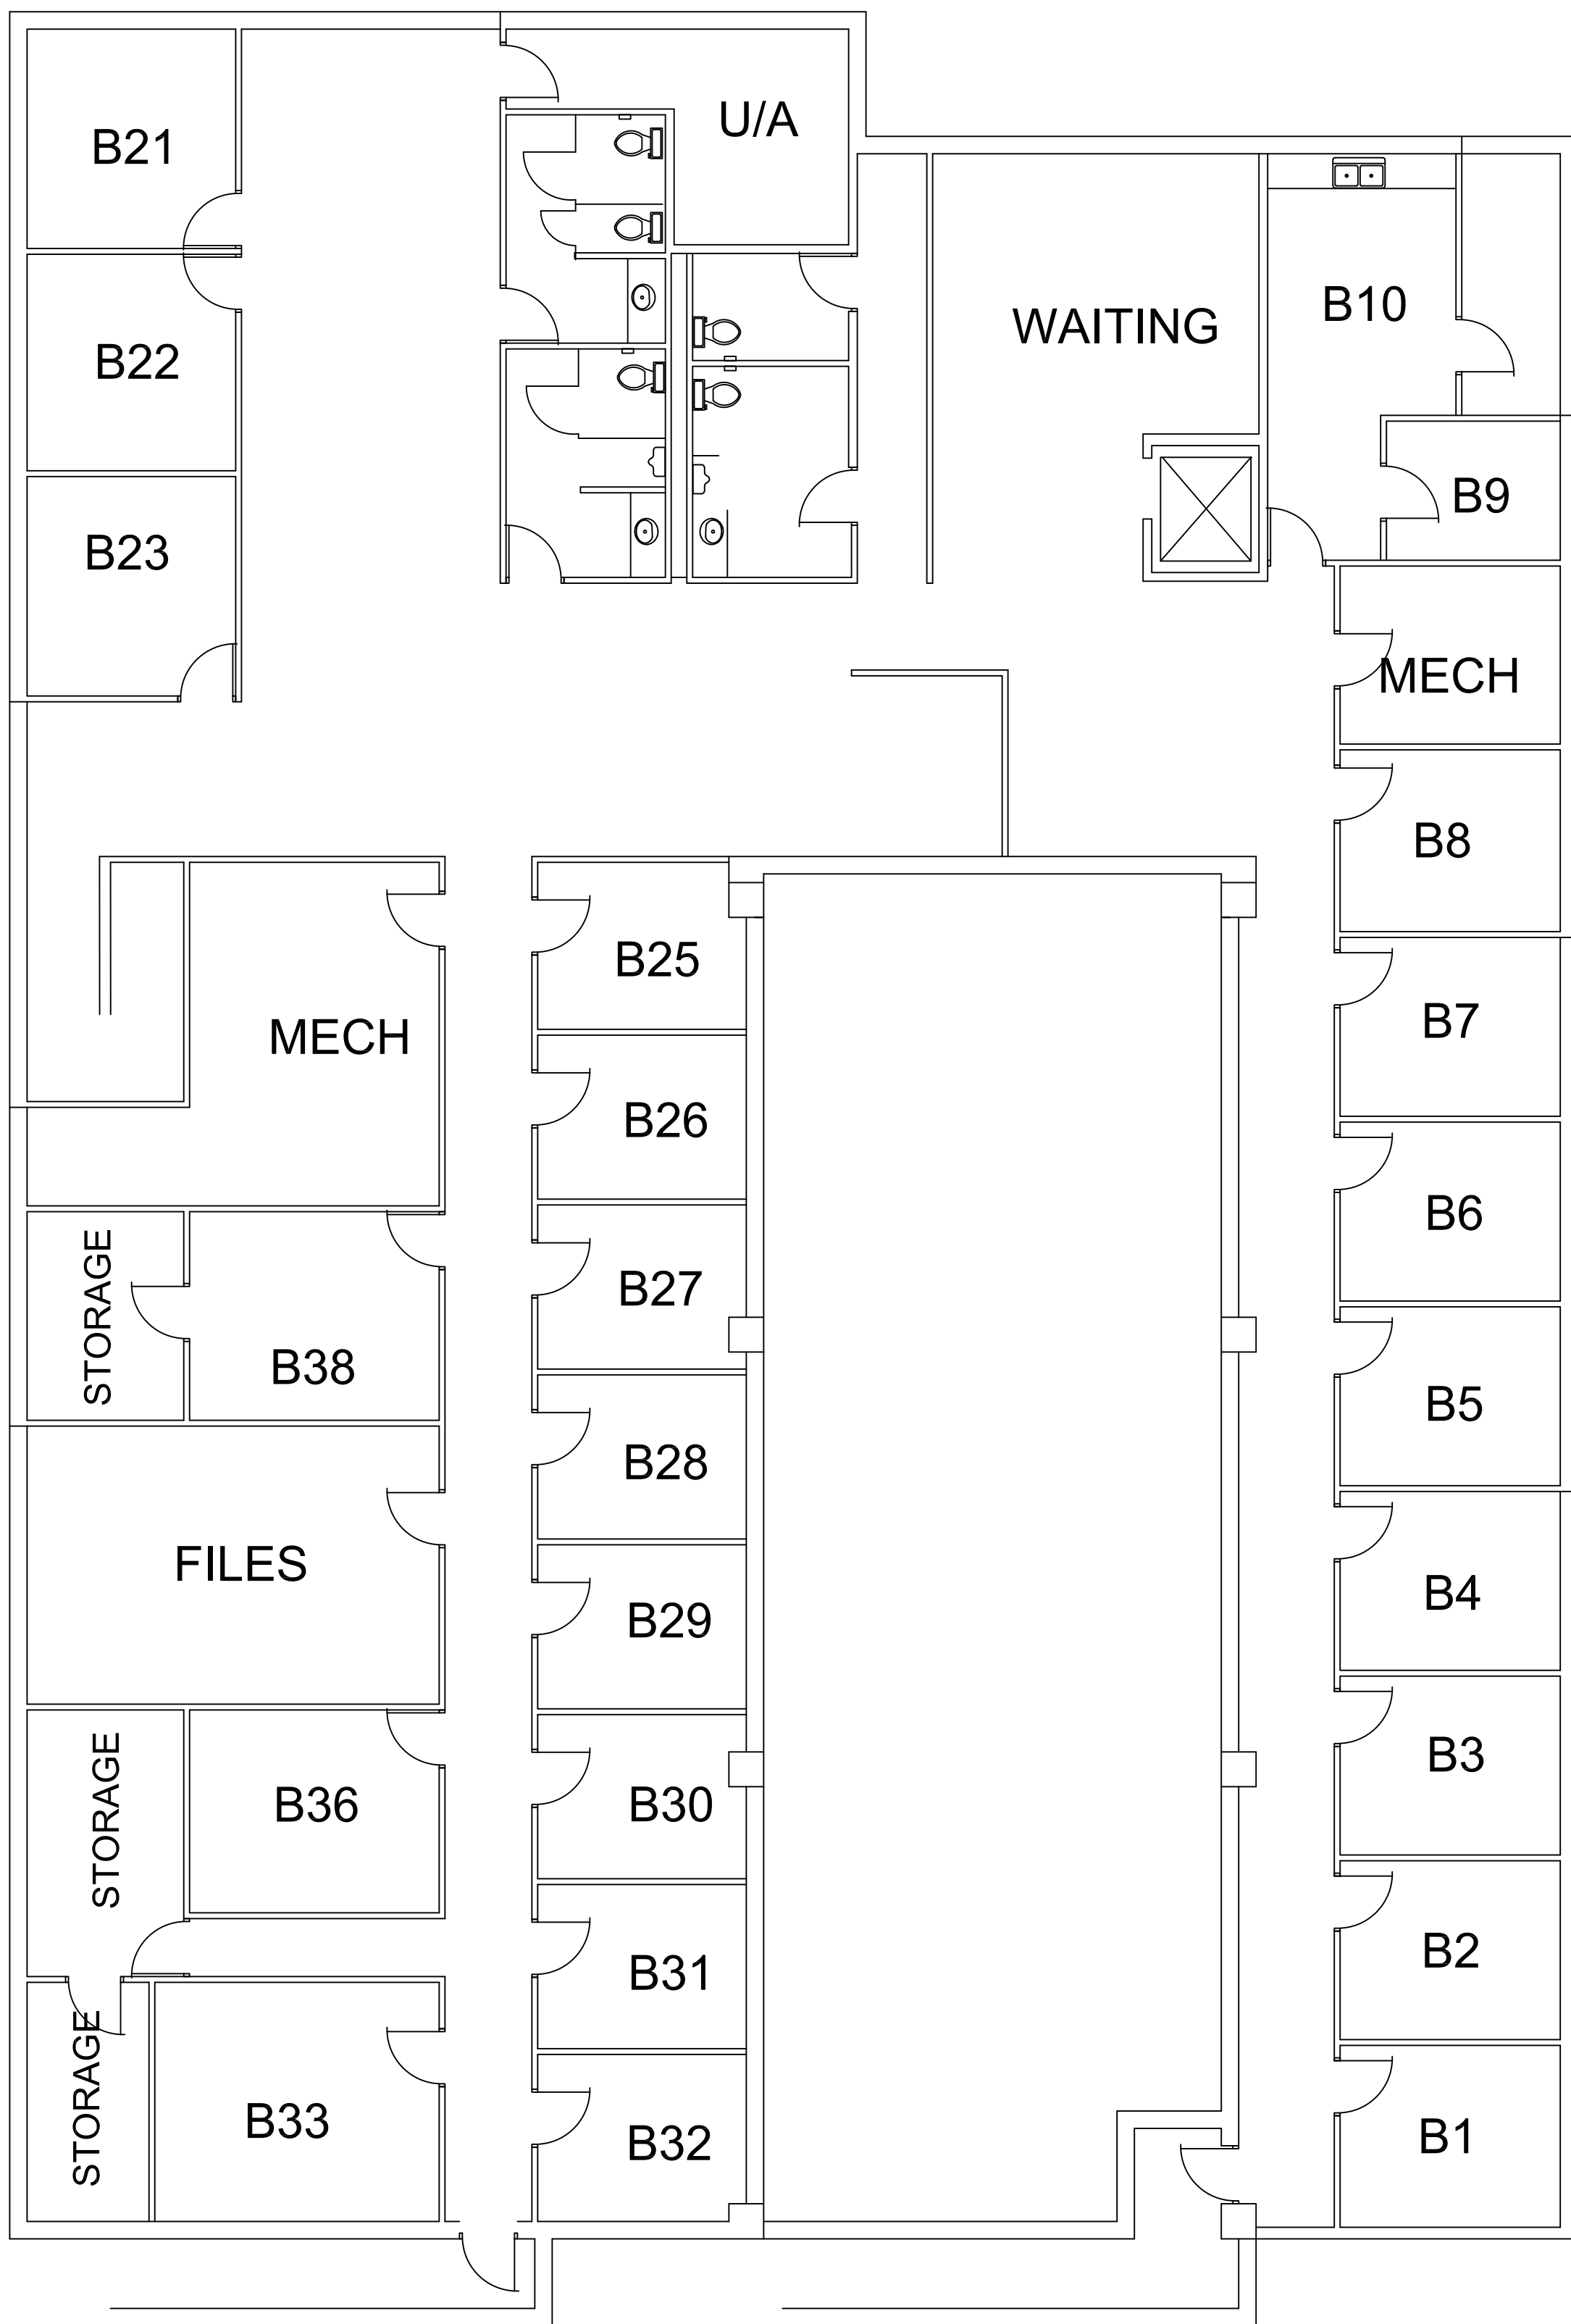 U/A
B21
B10
WAITING
B22
B9
B23
MECH
B8
B25
B7
MECH
B26
B6
B27
STORAGE
B38
B5
B28
FILES
B4
B29
B3
B30
B36
STORAGE
B2
B31
STORAGE
B33
B1
B32